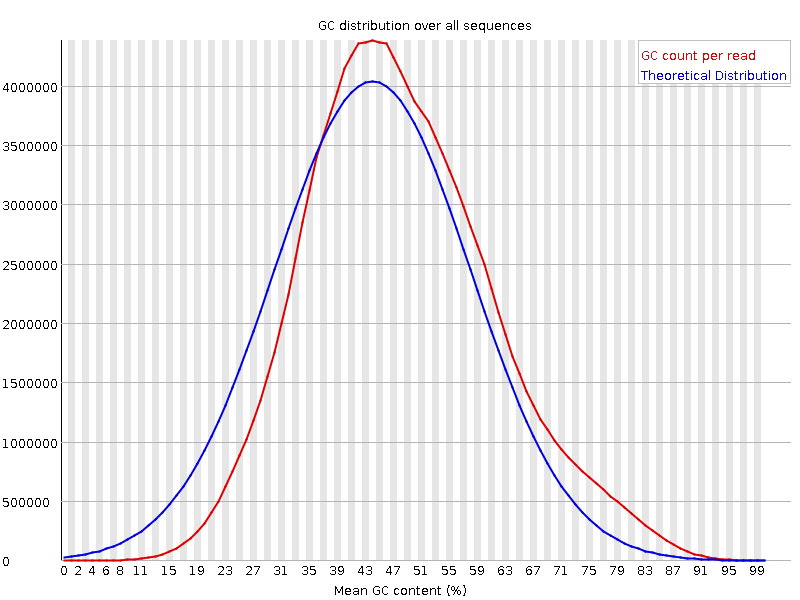 GC distribution over all sequences
GC count per read
Theoretical Distribution
4000000
3500000
3000000
2500000
2000000
1500000
1000000
500000
0
0 2 4 6 8 11 15 19 23 27 31 35 39 43 47 51 55 59 63 67 71 75 79 83 87 91 95 99
Mean GC content (%)